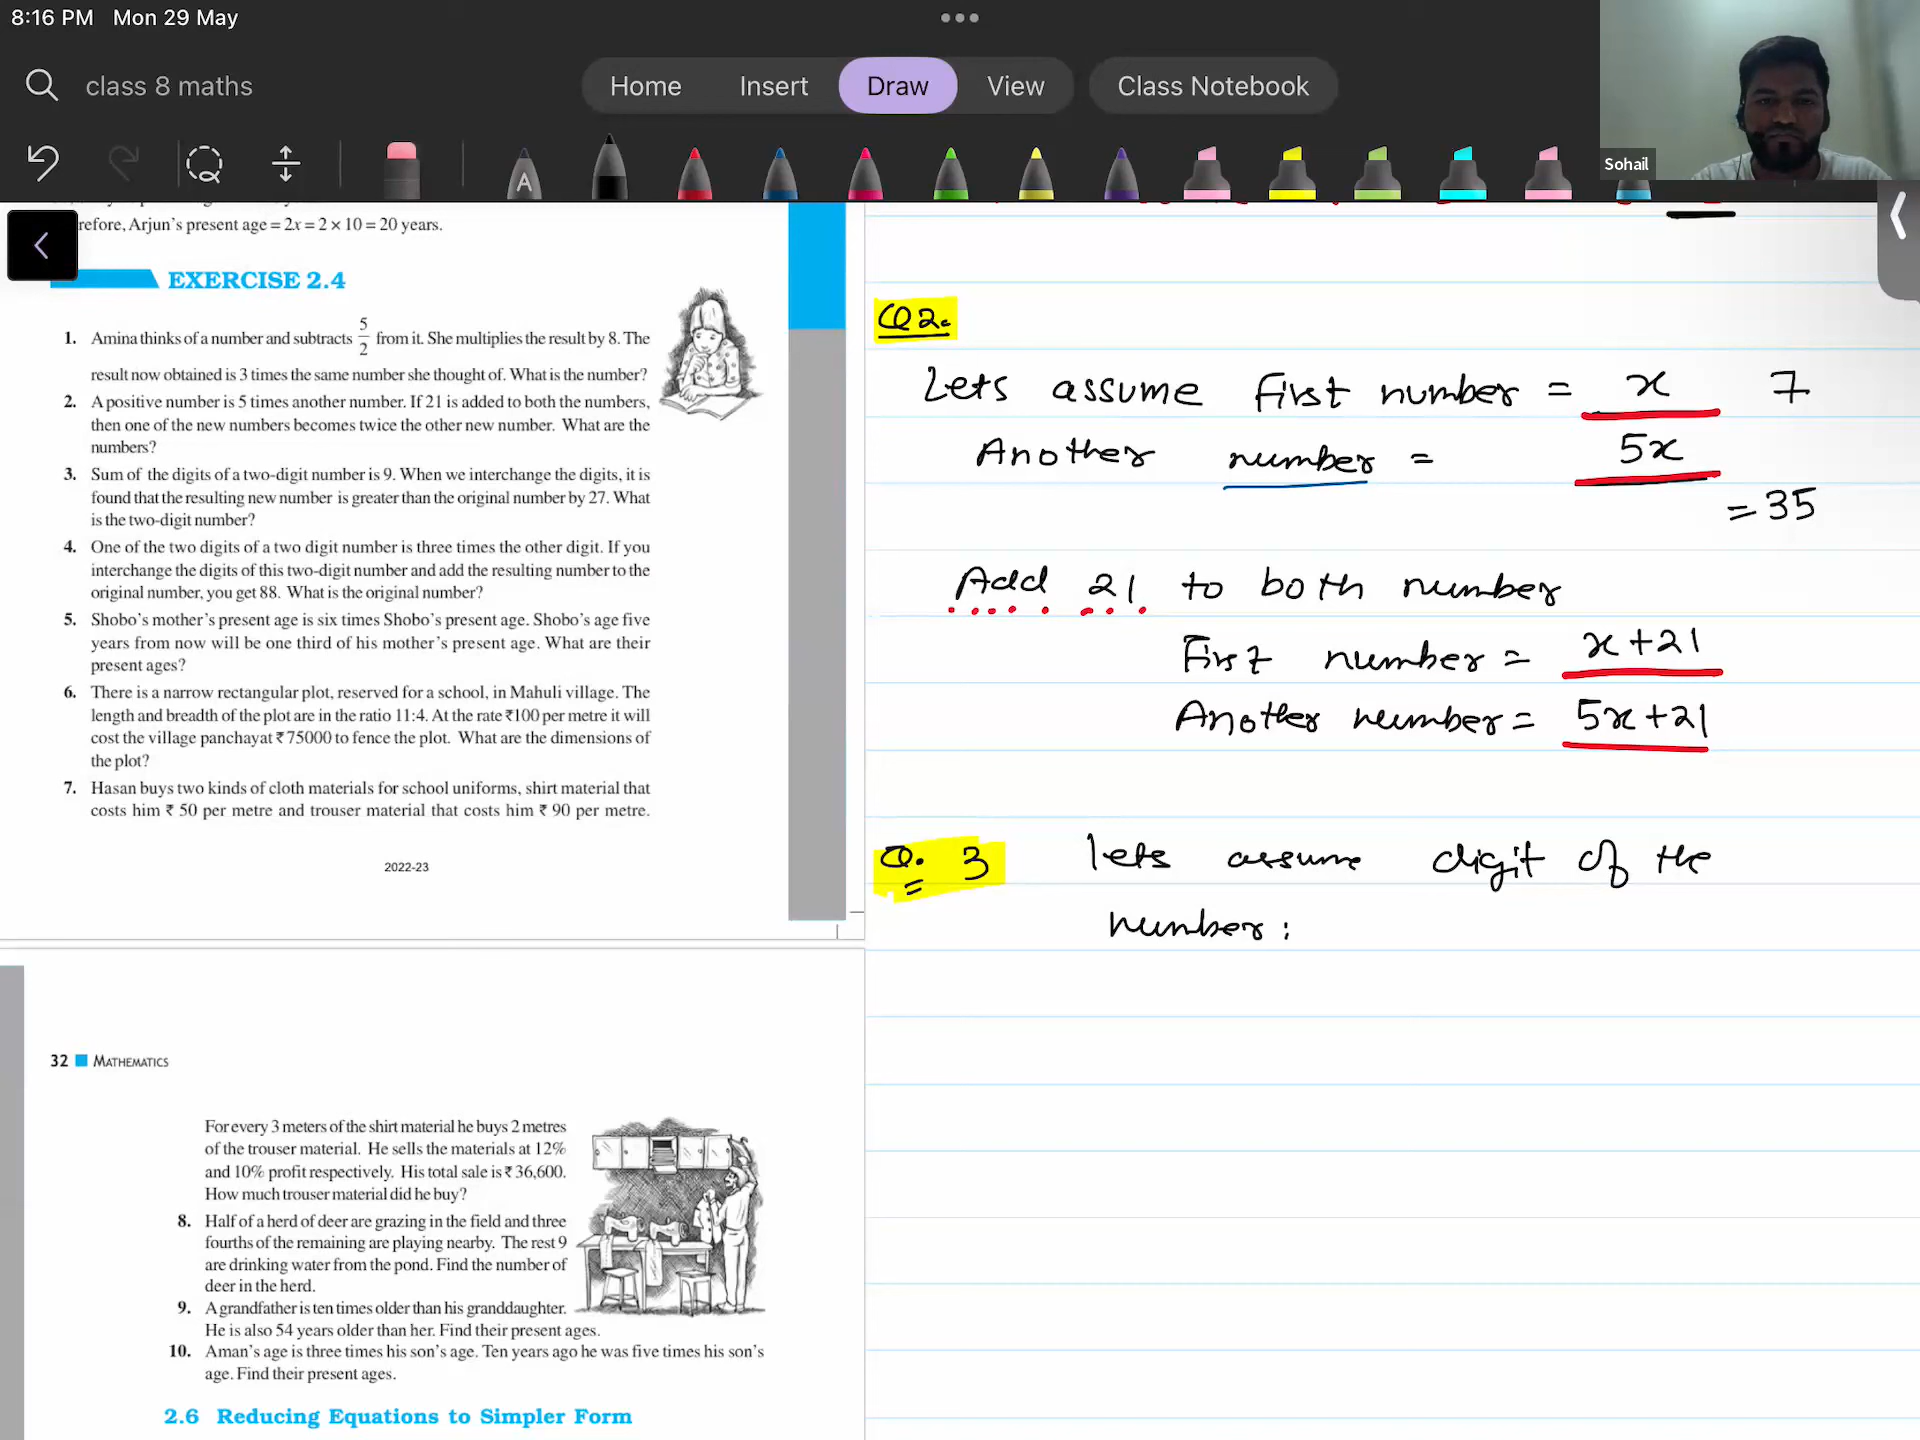 8:16 PM Mon 29 May
class 8 maths
Home Insert Draw View Class Notebook
A
Sohail
refore, Arjun's present age = 2x = 2 × 10 = 20 years.
EXERCISE 2.4
1. Amina thinks of a number and subtracts 5/2 from it. She multiplies the result by 8. The
result now obtained is 3 times the same number she thought of. What is the number?
2. A positive number is 5 times another number. If 21 is added to both the numbers,
then one of the new numbers becomes twice the other new number. What are the
numbers?
3. Sum of the digits of a two-digit number is 9. When we interchange the digits, it is
found that the resulting new number is greater than the original number by 27. What
is the two-digit number?
4. One of the two digits of a two digit number is three times the other digit. If you
interchange the digits of this two-digit number and add the resulting number to the
original number, you get 88. What is the original number?
5. Shobo's mother's present age is six times Shobo's present age. Shobo's age five
years from now will be one third of his mother's present age. What are their
present ages?
6. There is a narrow rectangular plot, reserved for a school, in Mahuli village. The
length and breadth of the plot are in the ratio 11:4. At the rate ₹100 per metre it will
cost the village panchayat ₹ 75000 to fence the plot. What are the dimensions of
the plot?
7. Hasan buys two kinds of cloth materials for school uniforms, shirt material that
costs him ₹ 50 per metre and trouser material that costs him ₹ 90 per metre.
2022-23
32 MATHEMATICS
For every 3 meters of the shirt material he buys 2 metres
of the trouser material. He sells the materials at 12%
and 10% profit respectively. His total sale is ₹ 36,600.
How much trouser material did he buy?
8. Half of a herd of deer are grazing in the field and three
fourths of the remaining are playing nearby. The rest 9
are drinking water from the pond. Find the number of
deer in the herd.
9. A grandfather is ten times older than his granddaughter.
He is also 54 years older than her. Find their present ages.
10. Aman's age is three times his son's age. Ten years ago he was five times his son's
age. Find their present ages.
2.6 Reducing Equations to Simpler Form
Q2.
Lets assume First number = x 7
Another number = 5x
= 35
Add 21 to both number
First number = x+21
Another number = 5x+21
Q. 3 lets assume digit of the
number :